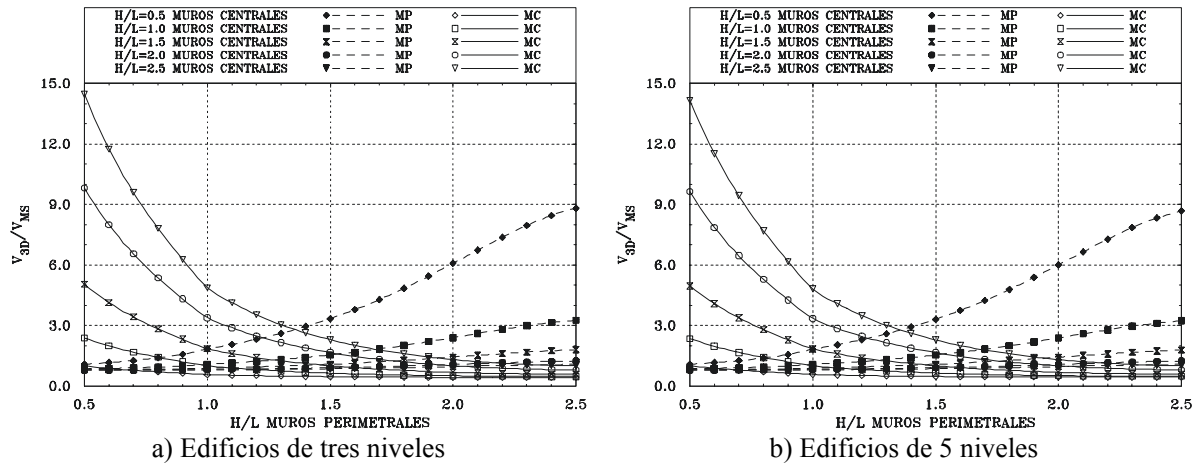 H/L=0.5 MUROS CENTRALES MP MC
H/L=1.0 MUROS CENTRALES MP MC
H/L=1.5 MUROS CENTRALES MP MC
H/L=2.0 MUROS CENTRALES MP MC
H/L=2.5 MUROS CENTRALES MP MC
15.0
12.0
9.0
6.0
3.0
0.0
V3D/VMS
0.5 1.0 1.5 2.0 2.5
H/L MUROS PERIMETRALES
a) Edificios de tres niveles
H/L=0.5 MUROS CENTRALES MP MC
H/L=1.0 MUROS CENTRALES MP MC
H/L=1.5 MUROS CENTRALES MP MC
H/L=2.0 MUROS CENTRALES MP MC
H/L=2.5 MUROS CENTRALES MP MC
15.0
12.0
9.0
6.0
3.0
0.0
V3D/VMS
0.5 1.0 1.5 2.0 2.5
H/L MUROS PERIMETRALES
b) Edificios de 5 niveles